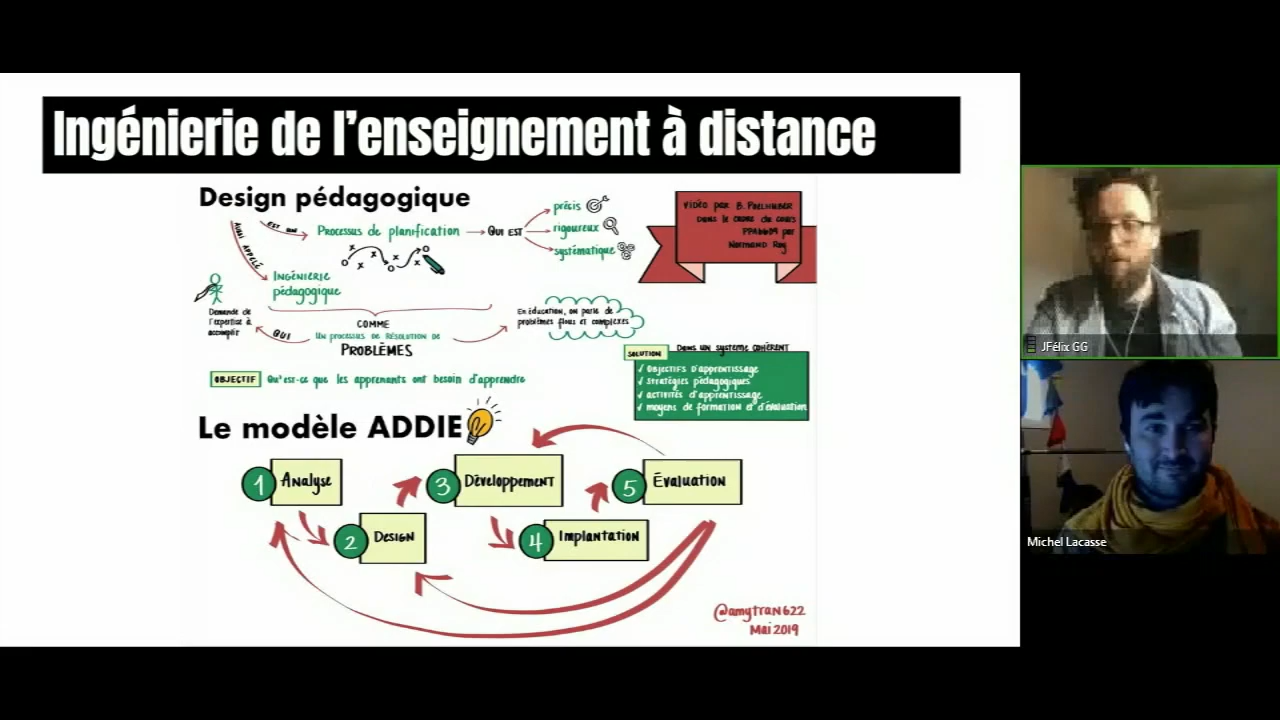 Ingénierie de l'enseignement à distance
Design pédagogique
EST UN
Processus de planification
QUI EST
précis
rigoureux
systématique
AUSSI APPELÉ
Ingénierie
pédagogique
Vidéo par B. Poellhuber
dans le cadre du cours
PPA6609 par
Normand Roy
Demande de
l'expertise à
accomplir
QUI
COMME
Un processus de résolution de
PROBLÈMES
En éducation, on parle de
problèmes flous et complexes
OBJECTIF
Qu'est-ce que les apprenants ont besoin d'apprendre
SOLUTION
Dans un système cohérent
✓ Objectifs d'apprentissage
✓ Stratégies pédagogiques
✓ activités d'apprentissage
✓ moyens de formation et d'évaluation
Le modèle ADDIE
1 Analyse
2 Design
3 Développement
4 Implantation
5 Évaluation
@amytran622
Mai 2019
JFélix GG
Michel Lacasse